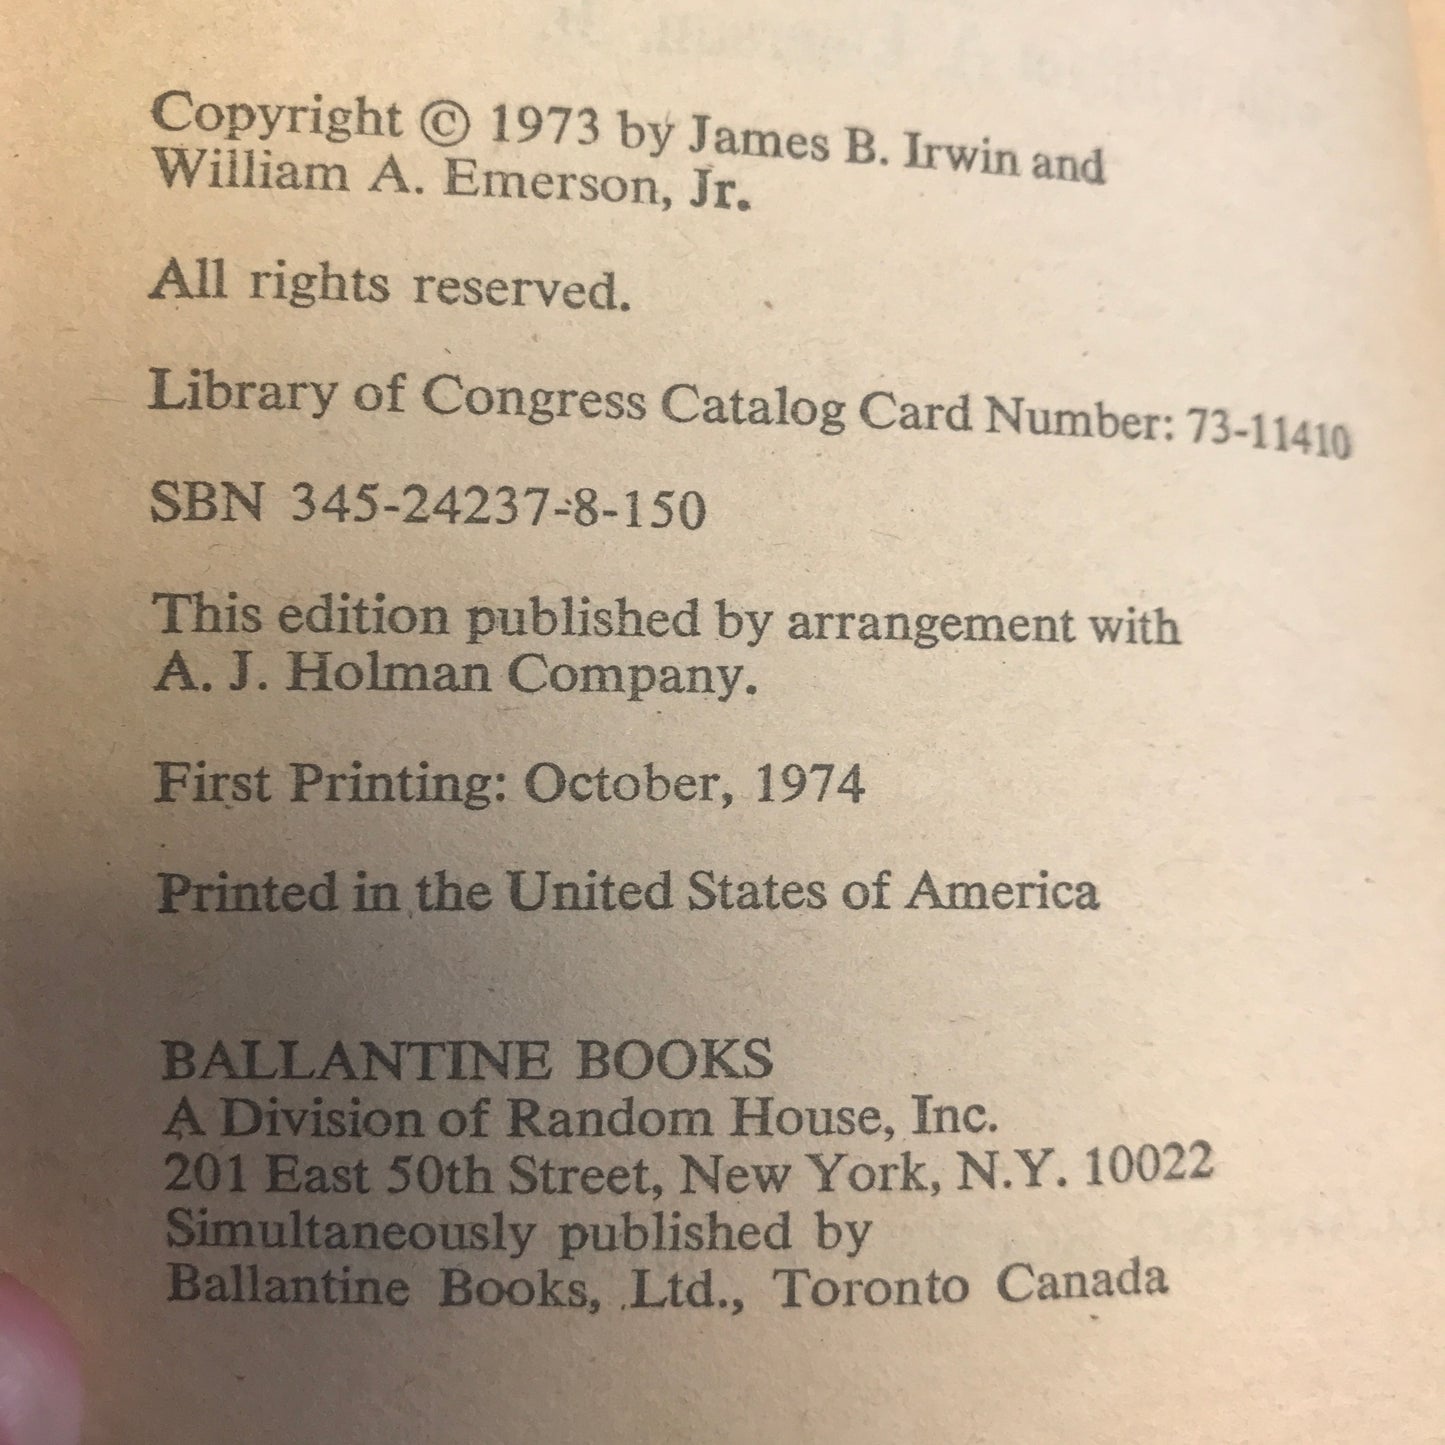 Copyright © 1973 by James B. Irwin and
William A. Emerson, Jr.
All rights reserved.
Library of Congress Catalog Card Number: 73-11410
SBN 345-24237-8-150
This edition published by arrangement with
A. J. Holman Company.
First Printing: October, 1974
Printed in the United States of America
BALLANTINE BOOKS
A Division of Random House, Inc.
201 East 50th Street, New York, N.Y. 10022
Simultaneously published by
Ballantine Books, Ltd., Toronto Canada